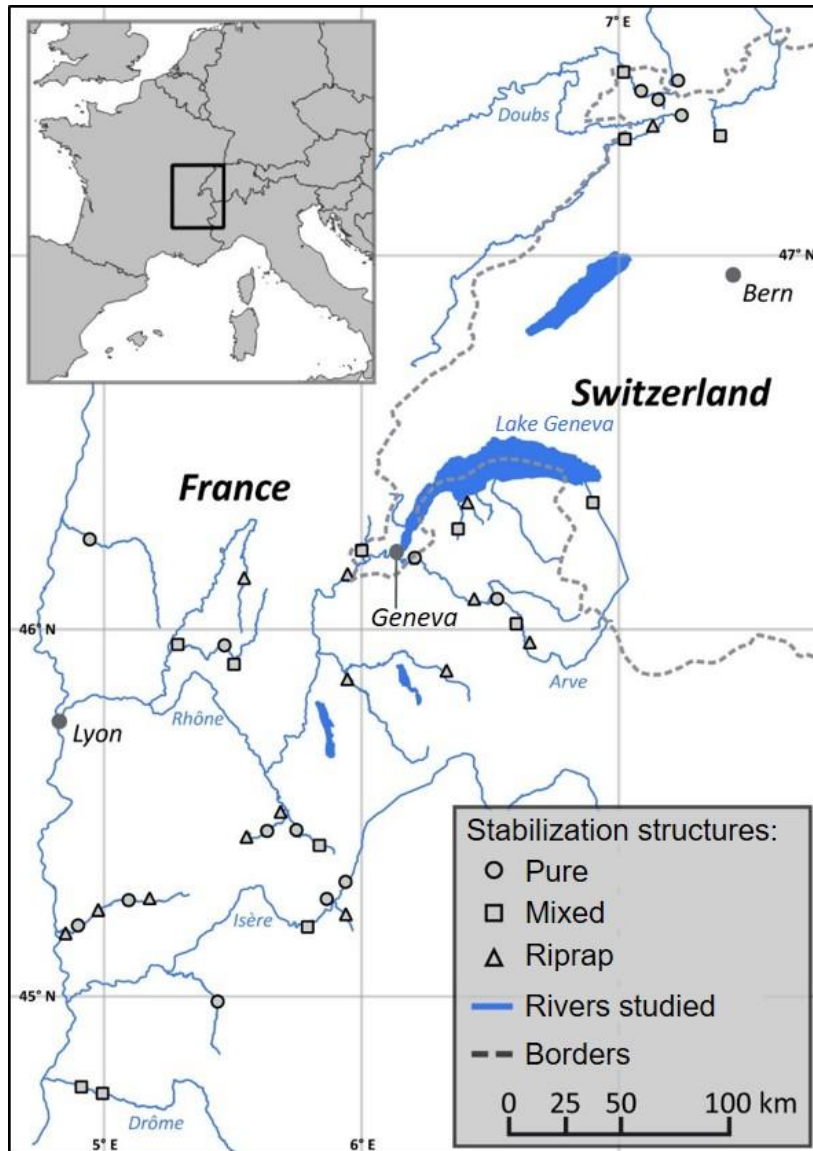 7° E
Doubs
47° N
Bern
Switzerland
Lake Geneva
France
Geneva
46° N
Arve
Rhône
Lyon
Stabilization structures:
Pure
Mixed
Riprap
Rivers studied
Borders
0 25 50 100 km
Isère
45° N
Drôme
5° E
6° E